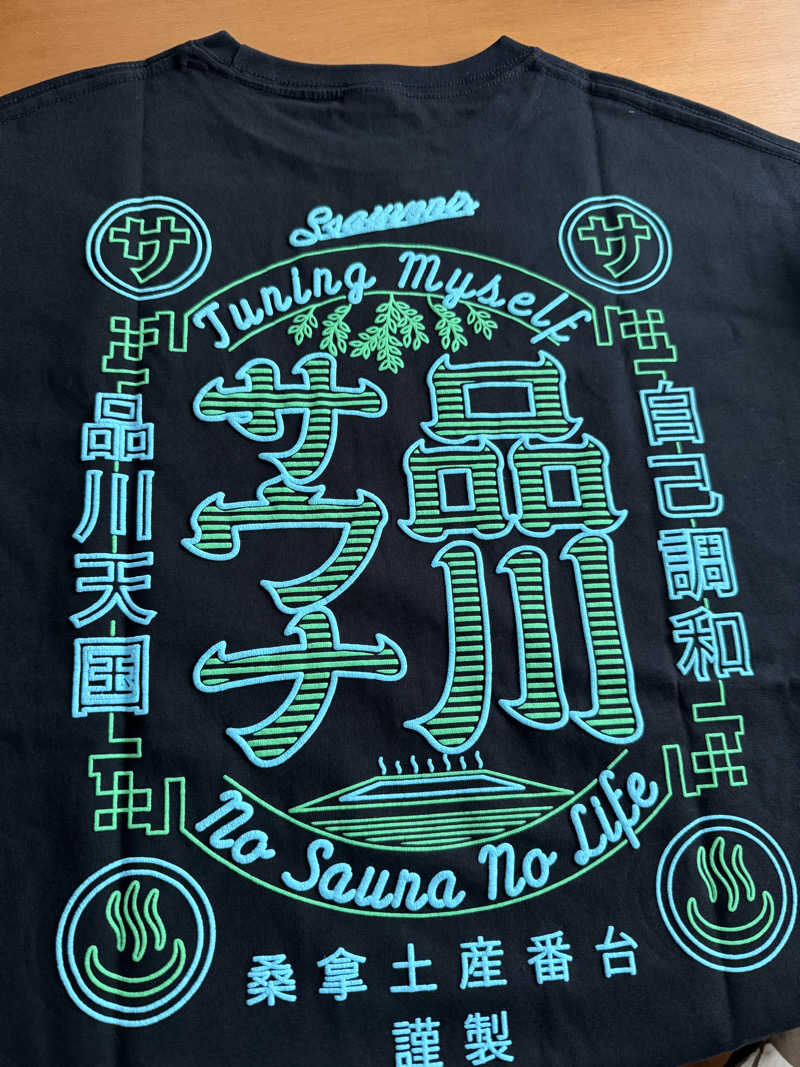 サ
サ
Tuning Myself
品川
サウナ
自己調和
品川天国
No Sauna No Life
桑拿土産番台
謹製